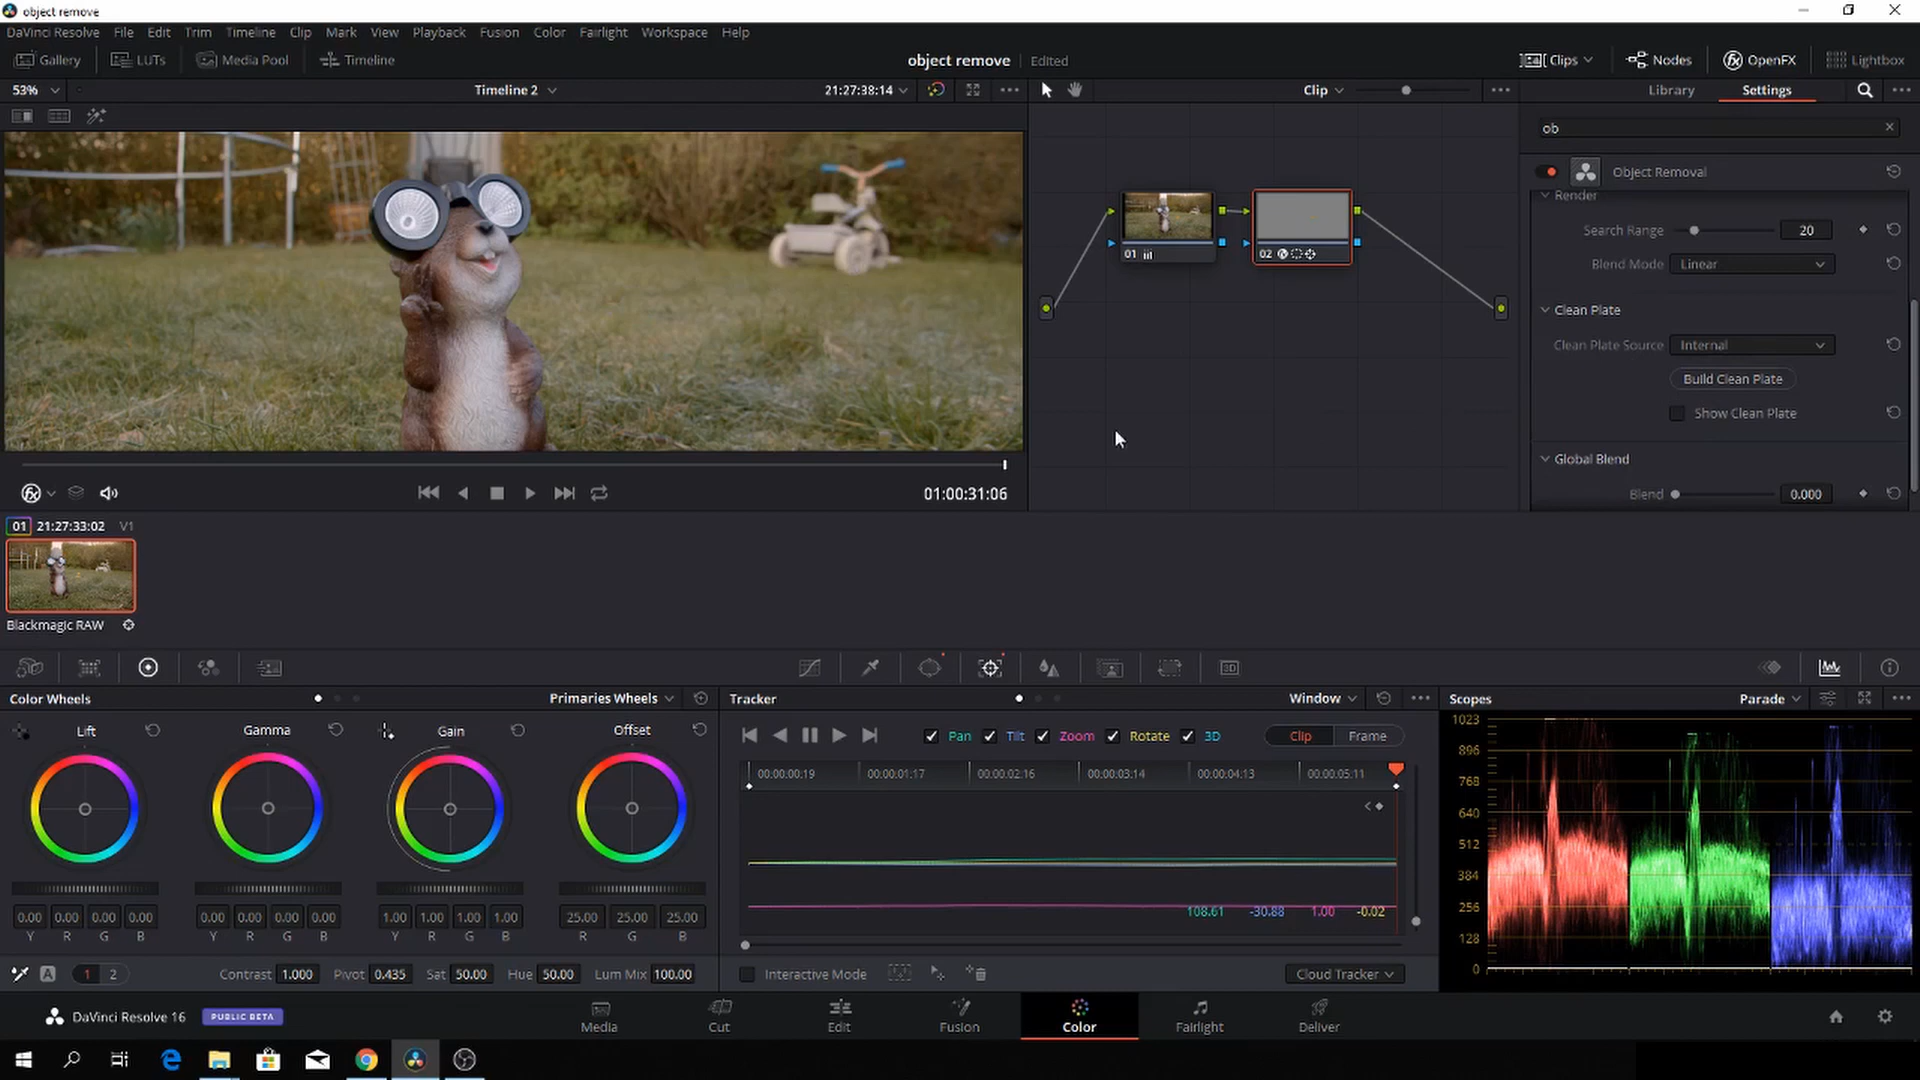 object remove
DaVinci Resolve File Edit Trim Timeline Clip Mark View Playback Fusion Color Fairlight Workspace Help
Gallery LUTs Media Pool Timeline object remove Edited Clips Nodes OpenFX Lightbox
53% Timeline 2 21:27:38:14 Clip Library Settings
ob
Object Removal
Render
Search Range 20
Blend Mode Linear
Clean Plate
Clean Plate Source Internal
Build Clean Plate
Show Clean Plate
Global Blend
Blend 0.000
01
02
01:00:31:06
01 21:27:33:02 V1
Blackmagic RAW
Color Wheels Primaries Wheels
Lift Gamma Gain Offset
0.00 0.00 0.00 0.00 0.00 0.00 0.00 0.00 1.00 1.00 1.00 1.00 25.00 25.00 25.00
Y R G B Y R G B Y R G B R G B
A 1 2 Contrast 1.000 Pivot 0.435 Sat 50.00 Hue 50.00 Lum Mix 100.00
Tracker Window
Pan Tilt Zoom Rotate 3D Clip Frame
00:00:00:19 00:00:01:17 00:00:02:16 00:00:03:14 00:00:04:13 00:00:05:11
108.61 -30.88 1.00 -0.02
Interactive Mode Cloud Tracker
Scopes Parade
1023
896
768
640
512
384
256
128
0
DaVinci Resolve 16 PUBLIC BETA Media Cut Edit Fusion Color Fairlight Deliver